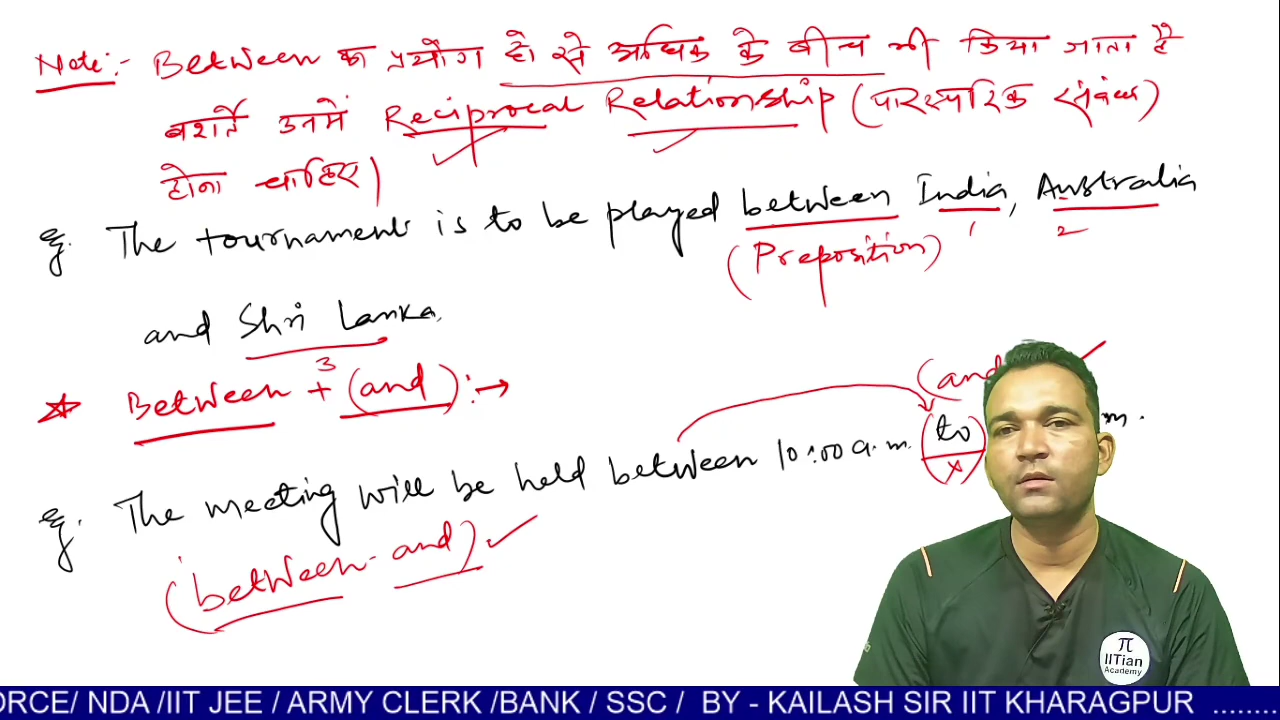 Note:- Between का प्रयोग दो से अधिक के बीच भी किया जाता है
बशर्ते उनमें Reciprocal Relationship (पारस्परिक संबंध)
होना चाहिए।
Eg. The tournament is to be played between India, Australia
1 2
(Preposition)
and Shri Lanka.
3
Between + (and) :→
(and
Eg. The meeting will be held between 10:00 a.m. (to) m.
(between - and)
π
IITian
Academy
ORCE/ NDA /IIT JEE / ARMY CLERK /BANK / SSC / BY - KAILASH SIR IIT KHARAGPUR ........